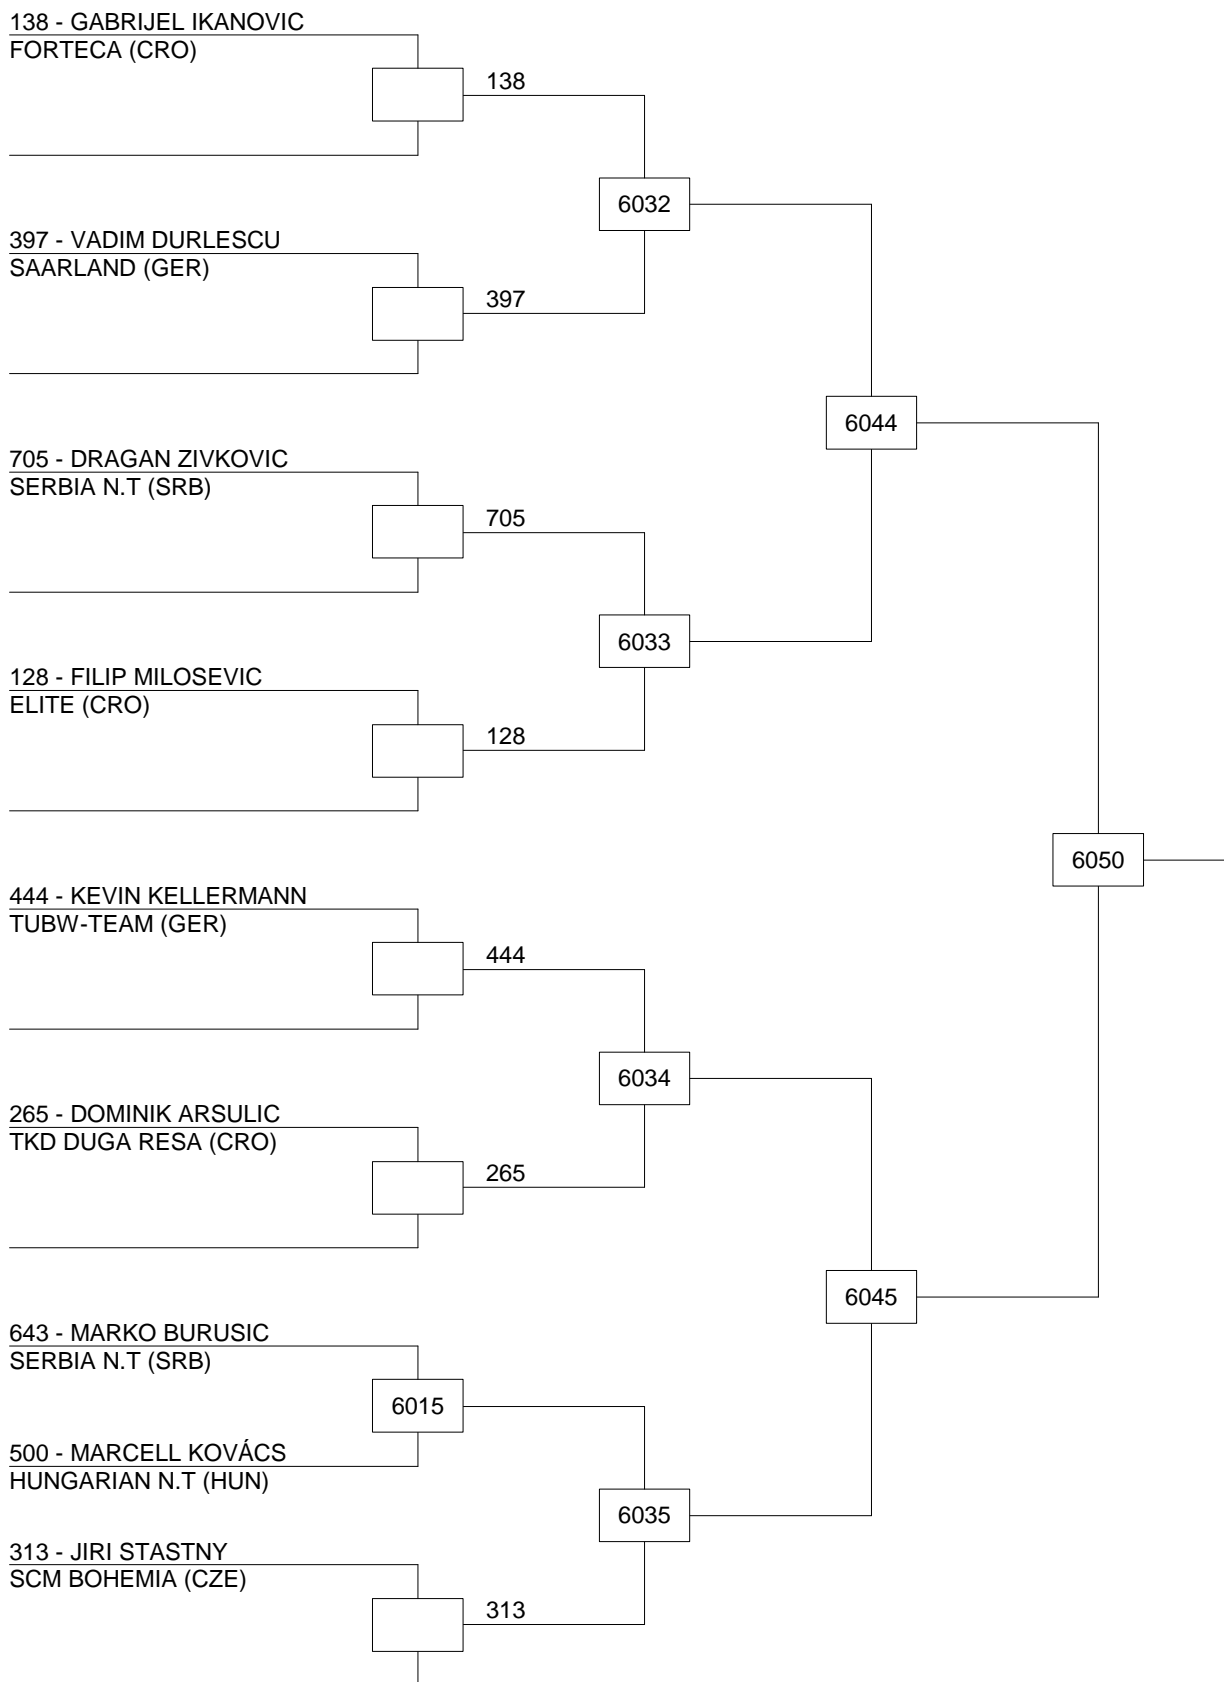 138 - GABRIJEL IKANOVIC
FORTECA (CRO)
138
6032
397 - VADIM DURLESCU
SAARLAND (GER)
397
6044
705 - DRAGAN ZIVKOVIC
SERBIA N.T (SRB)
705
6033
128 - FILIP MILOSEVIC
ELITE (CRO)
128
6050
444 - KEVIN KELLERMANN
TUBW-TEAM (GER)
444
6034
265 - DOMINIK ARSULIC
TKD DUGA RESA (CRO)
265
6045
643 - MARKO BURUSIC
SERBIA N.T (SRB)
6015
500 - MARCELL KOVÁCS
HUNGARIAN N.T (HUN)
6035
313 - JIRI STASTNY
SCM BOHEMIA (CZE)
313